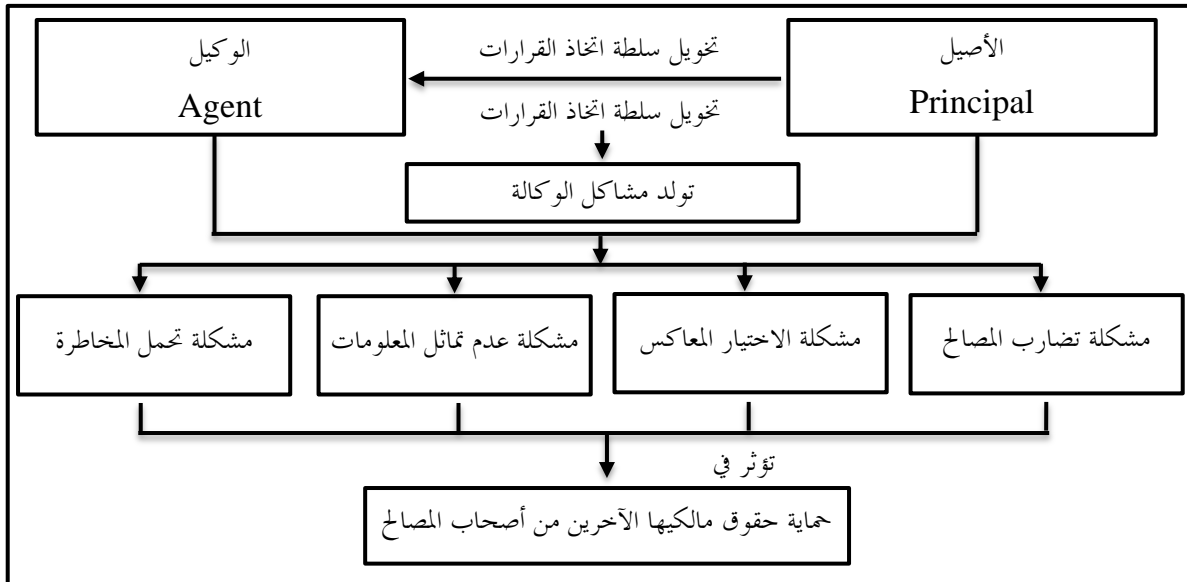 الأصيل
Principal
تخويل سلطة اتخاذ القرارات
الوكيل
Agent
تخويل سلطة اتخاذ القرارات
تولد مشاكل الوكالة
مشكلة تضارب المصالح
مشكلة الاختيار المعاكس
مشكلة عدم تماثل المعلومات
مشكلة تحمل المخاطرة
تؤثر في
حماية حقوق مالكيها الآخرين من أصحاب المصالح